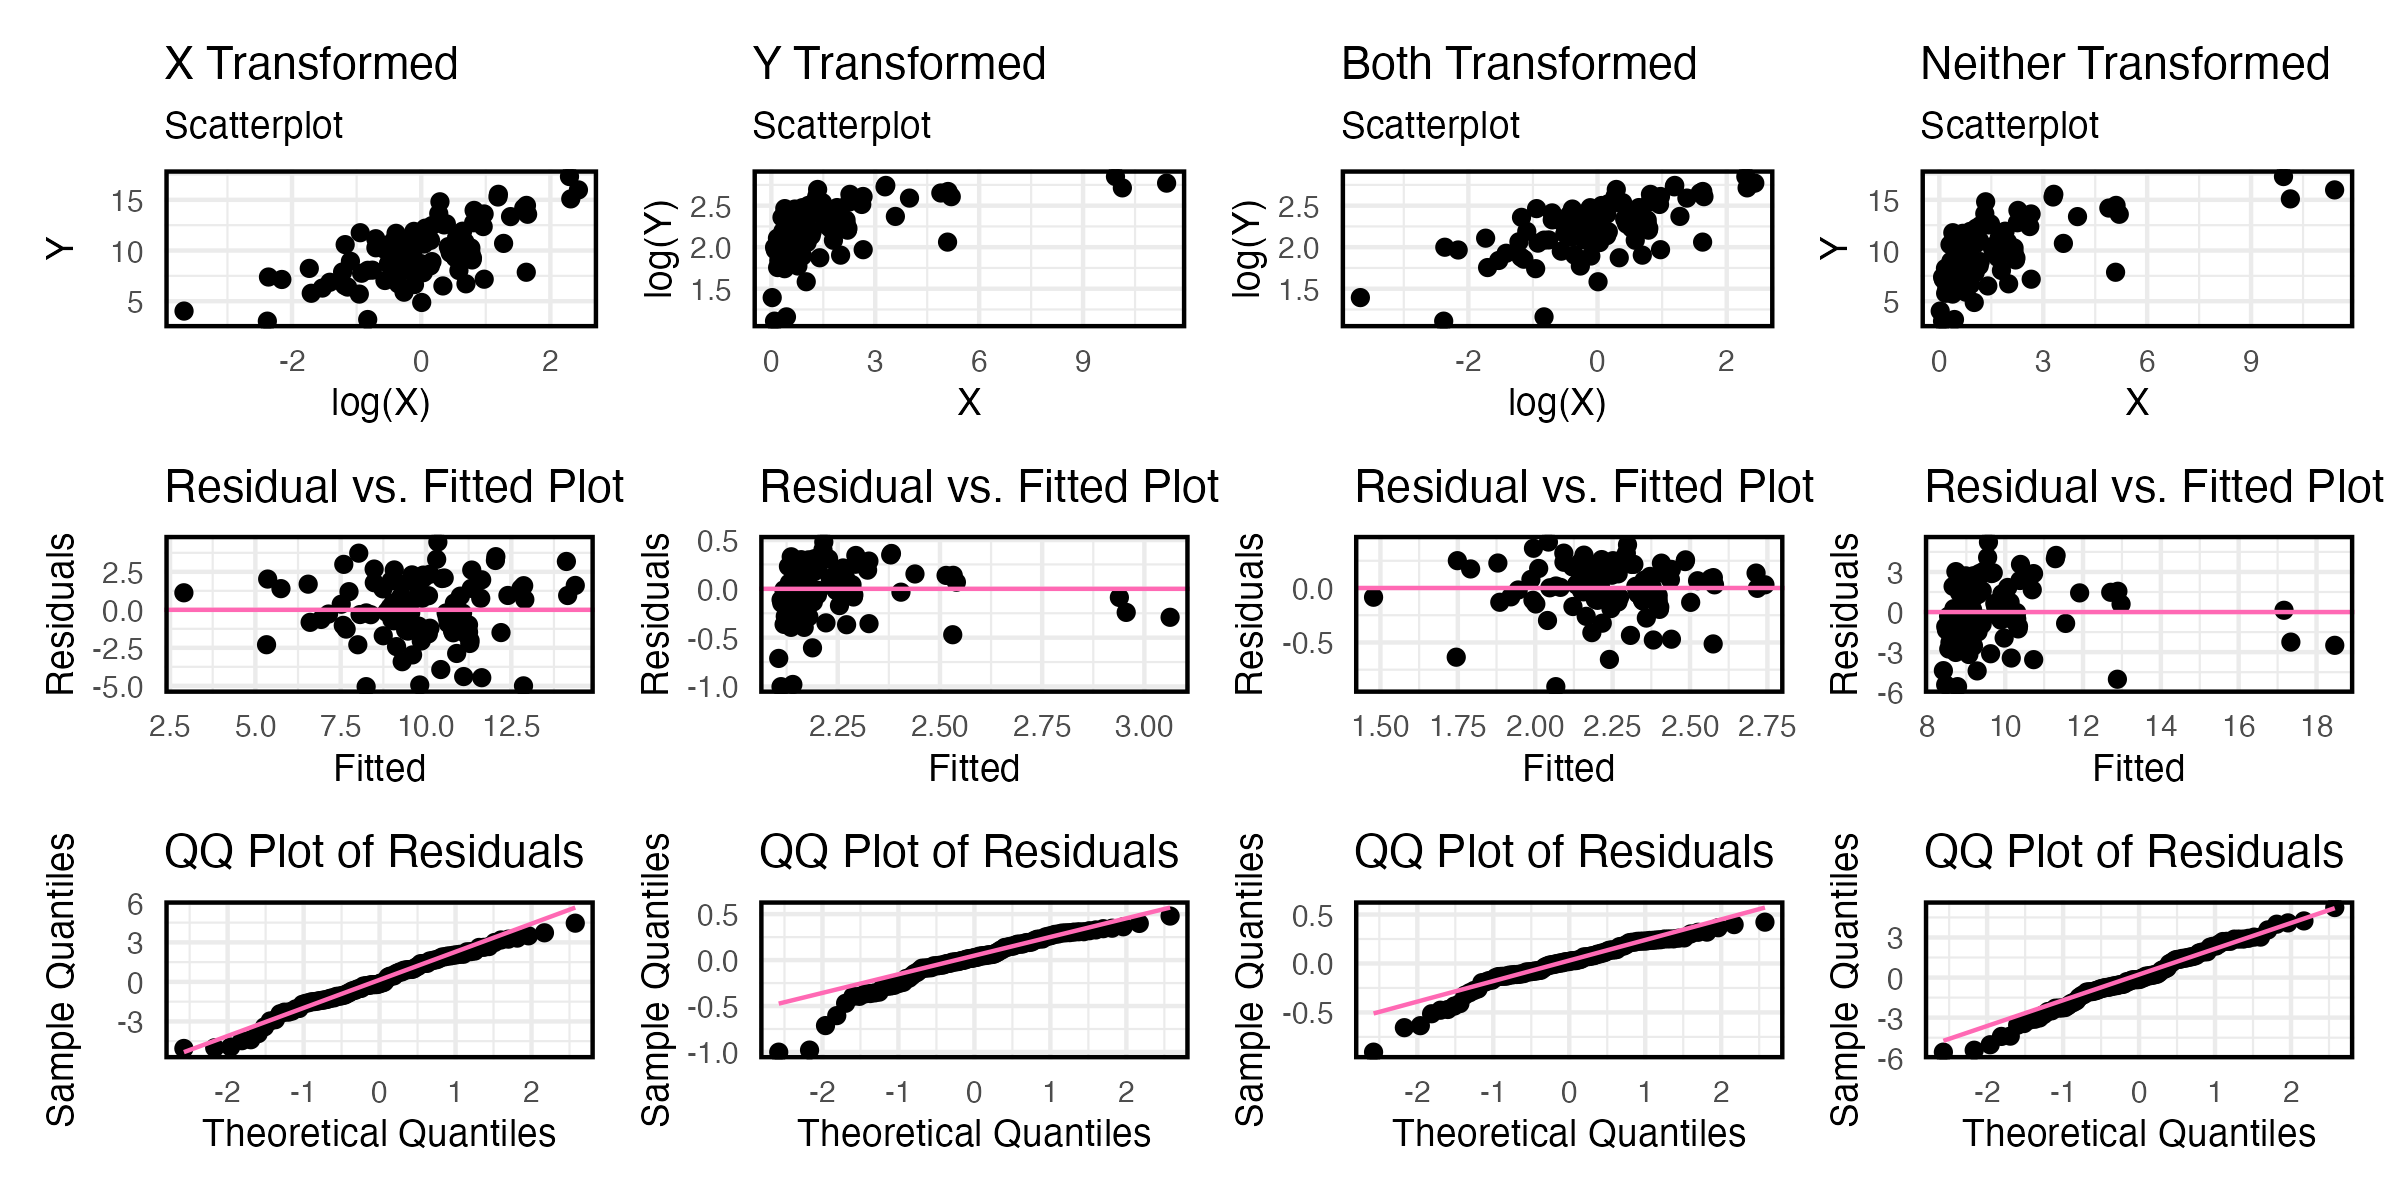 X Transformed
Y Transformed
Both Transformed
Neither Transformed
Scatterplot
Scatterplot
Scatterplot
Scatterplot
Y
15
10
5
-2 0 2
log(X)
log(Y)
2.5
2.0
1.5
0 3 6 9
X
log(Y)
2.5
2.0
1.5
-2 0 2
log(X)
Y
15
10
5
0 3 6 9
X
Residual vs. Fitted Plot
Residual vs. Fitted Plot
Residual vs. Fitted Plot
Residual vs. Fitted Plot
Residuals
2.5
0.0
-2.5
-5.0
2.5 5.0 7.5 10.0 12.5
Fitted
Residuals
0.5
0.0
-0.5
-1.0
2.25 2.50 2.75 3.00
Fitted
Residuals
0.0
-0.5
1.50 1.75 2.00 2.25 2.50 2.75
Fitted
Residuals
3
0
-3
-6
8 10 12 14 16 18
Fitted
QQ Plot of Residuals
QQ Plot of Residuals
QQ Plot of Residuals
QQ Plot of Residuals
Sample Quantiles
6
3
0
-3
-2 -1 0 1 2
Theoretical Quantiles
Sample Quantiles
0.5
0.0
-0.5
-1.0
-2 -1 0 1 2
Theoretical Quantiles
Sample Quantiles
0.5
0.0
-0.5
-2 -1 0 1 2
Theoretical Quantiles
Sample Quantiles
3
0
-3
-6
-2 -1 0 1 2
Theoretical Quantiles